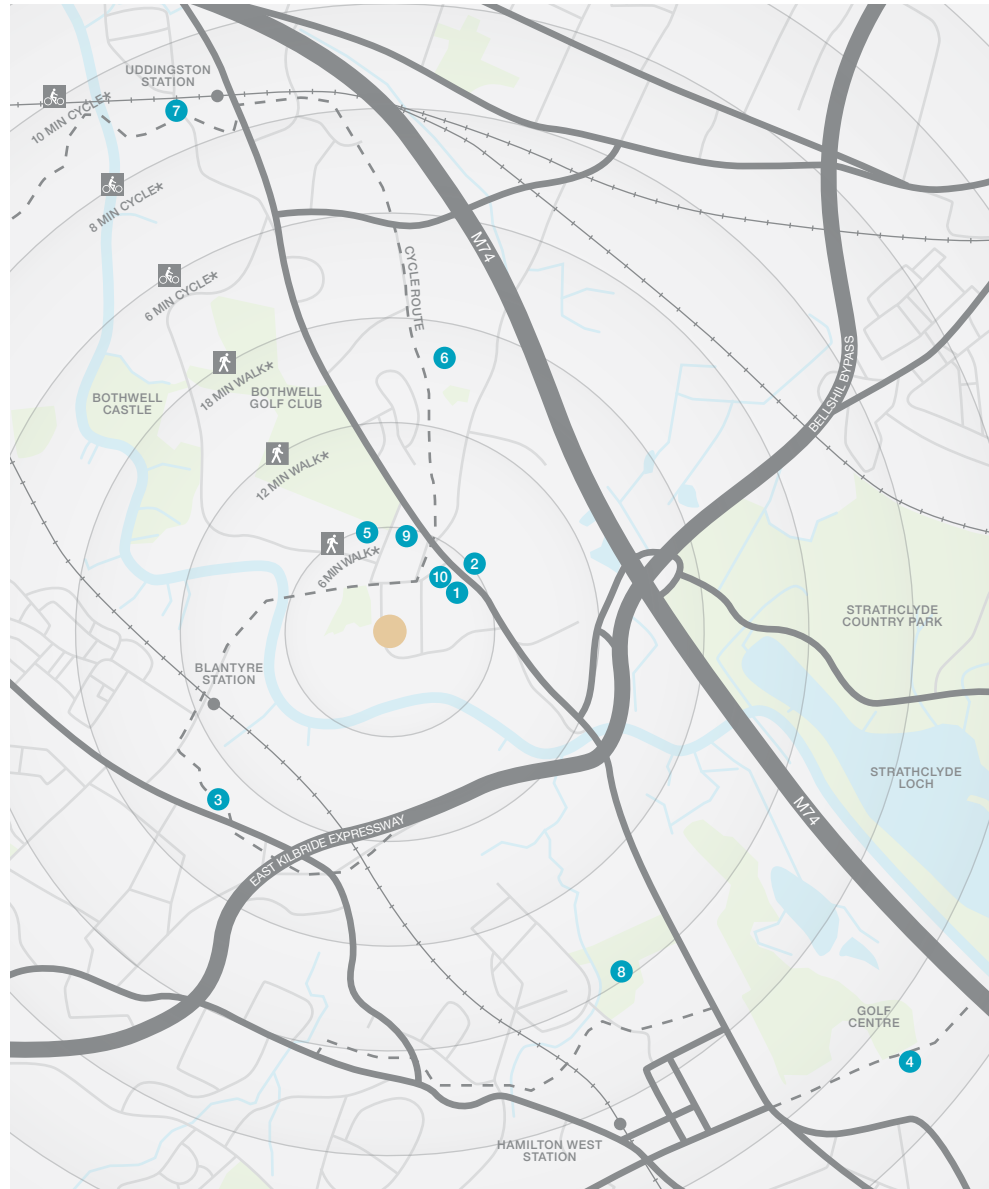 UDDINGSTON
STATION
10 MIN CYCLE*
7
8 MIN CYCLE*
M74
6 MIN CYCLE*
CYCLE ROUTE
6
BELLSHIL BYPASS
18 MIN WALK*
BOTHWELL
CASTLE
BOTHWELL
GOLF CLUB
12 MIN WALK*
5
9
6 MIN WALK*
2
10
1
STRATHCLYDE
COUNTRY PARK
BLANTYRE
STATION
STRATHCLYDE
LOCH
3
M74
EAST KILBRIDE EXPRESSWAY
8
GOLF
CENTRE
4
HAMILTON WEST
STATION